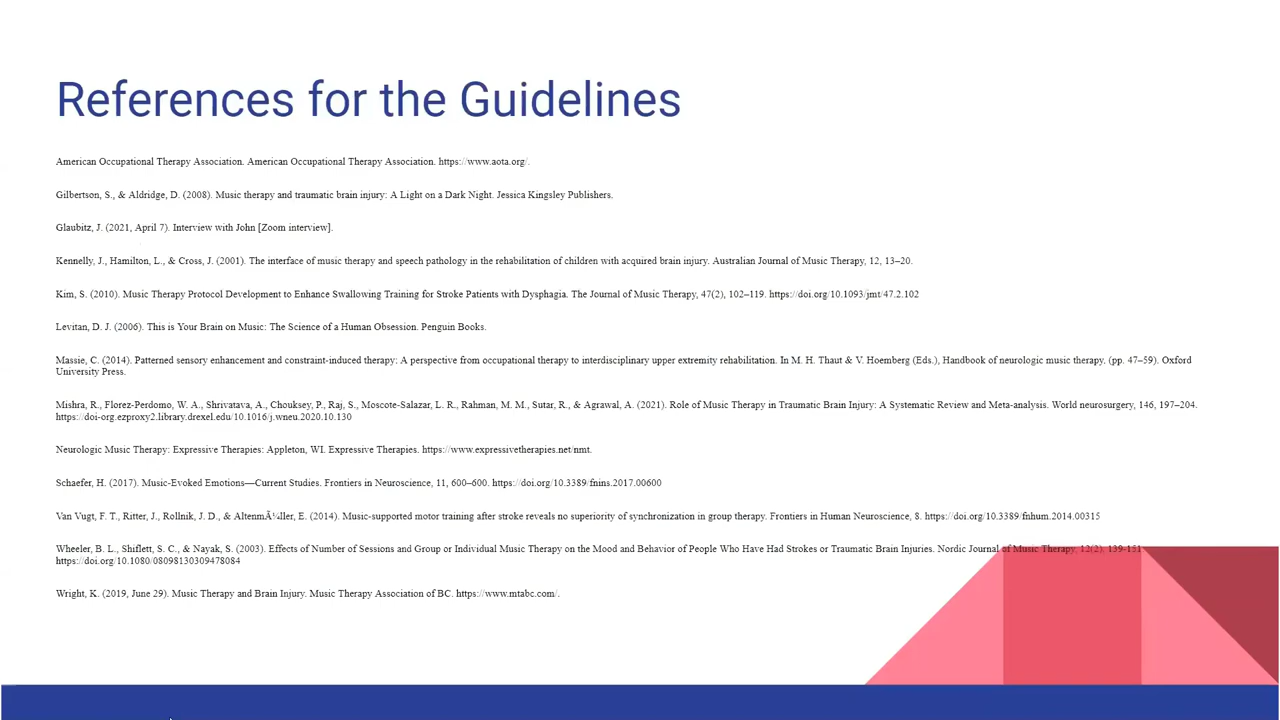 References for the Guidelines
American Occupational Therapy Association. American Occupational Therapy Association. https://www.aota.org/.
Gilbertson, S., & Aldridge, D. (2008). Music therapy and traumatic brain injury: A Light on a Dark Night. Jessica Kingsley Publishers.
Glaubitz, J. (2021, April 7). Interview with John [Zoom interview].
Kennelly, J., Hamilton, L., & Cross, J. (2001). The interface of music therapy and speech pathology in the rehabilitation of children with acquired brain injury. Australian Journal of Music Therapy, 12, 13–20.
Kim, S. (2010). Music Therapy Protocol Development to Enhance Swallowing Training for Stroke Patients with Dysphagia. The Journal of Music Therapy, 47(2), 102–119. https://doi.org/10.1093/jmt/47.2.102
Levitan, D. J. (2006). This is Your Brain on Music: The Science of a Human Obsession. Penguin Books.
Massie, C. (2014). Patterned sensory enhancement and constraint-induced therapy: A perspective from occupational therapy to interdisciplinary upper extremity rehabilitation. In M. H. Thaut & V. Hoemberg (Eds.), Handbook of neurologic music therapy. (pp. 47–59). Oxford
University Press.
Mishra, R., Florez-Perdomo, W. A., Shrivatava, A., Chouksey, P., Raj, S., Moscote-Salazar, L. R., Rahman, M. M., Sutar, R., & Agrawal, A. (2021). Role of Music Therapy in Traumatic Brain Injury: A Systematic Review and Meta-analysis. World neurosurgery, 146, 197–204.
https://doi-org.ezproxy2.library.drexel.edu/10.1016/j.wneu.2020.10.130
Neurologic Music Therapy: Expressive Therapies: Appleton, WI. Expressive Therapies. https://www.expressivetherapies.net/nmt.
Schaefer, H. (2017). Music-Evoked Emotions—Current Studies. Frontiers in Neuroscience, 11, 600–600. https://doi.org/10.3389/fnins.2017.00600
Van Vugt, F. T., Ritter, J., Rollnik, J. D., & AltenmÃ¼ller, E. (2014). Music-supported motor training after stroke reveals no superiority of synchronization in group therapy. Frontiers in Human Neuroscience, 8. https://doi.org/10.3389/fnhum.2014.00315
Wheeler, B. L., Shiflett, S. C., & Nayak, S. (2003). Effects of Number of Sessions and Group or Individual Music Therapy on the Mood and Behavior of People Who Have Had Strokes or Traumatic Brain Injuries. Nordic Journal of Music Therapy, 12(2), 139-151.
https://doi.org/10.1080/08098130309478084
Wright, K. (2019, June 29). Music Therapy and Brain Injury. Music Therapy Association of BC. https://www.mtabc.com/.